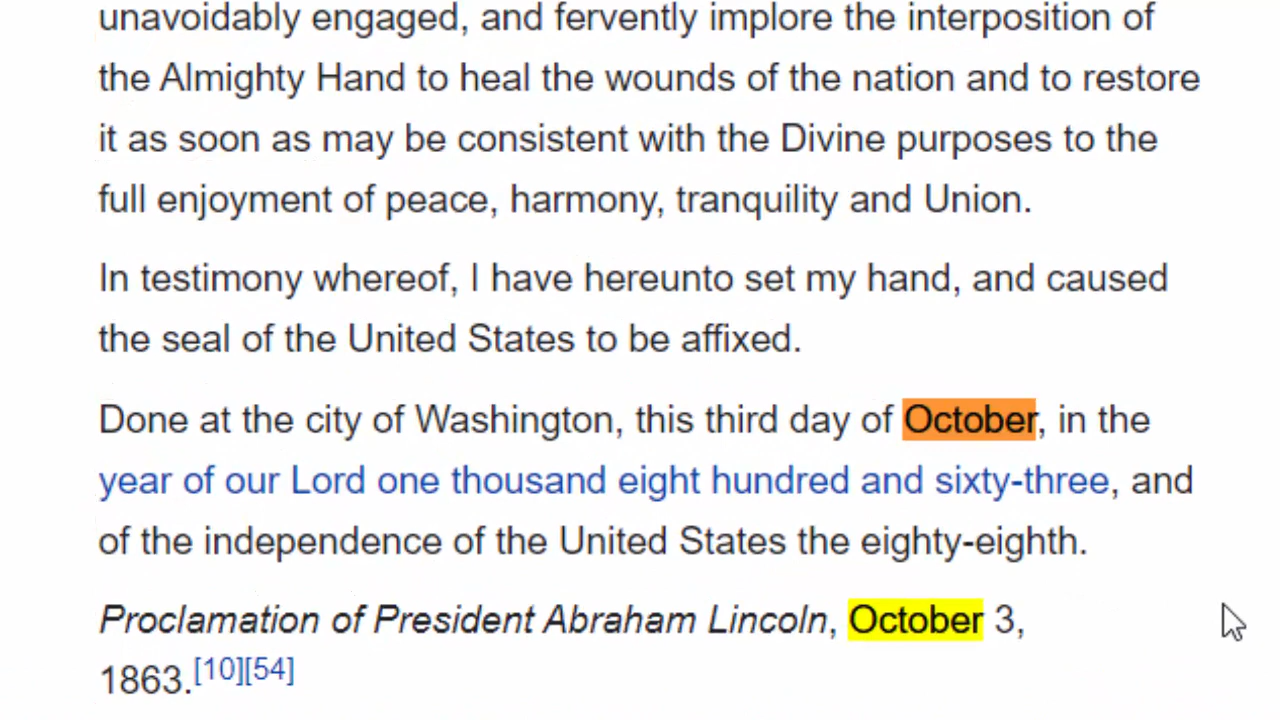 unavoidably engaged, and fervently implore the interposition of
the Almighty Hand to heal the wounds of the nation and to restore
it as soon as may be consistent with the Divine purposes to the
full enjoyment of peace, harmony, tranquility and Union.
In testimony whereof, I have hereunto set my hand, and caused
the seal of the United States to be affixed.
Done at the city of Washington, this third day of October, in the
year of our Lord one thousand eight hundred and sixty-three, and
of the independence of the United States the eighty-eighth.
Proclamation of President Abraham Lincoln, October 3,
1863.[10][54]